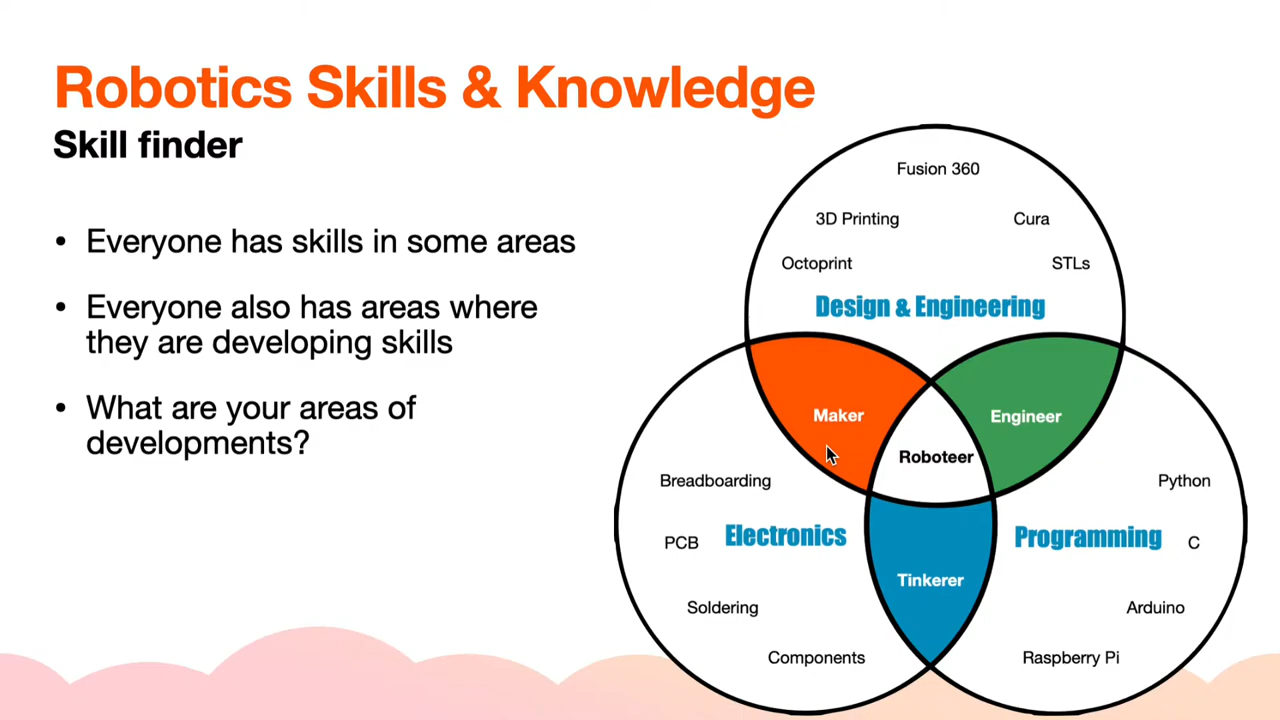 Robotics Skills & Knowledge
Skill finder
• Everyone has skills in some areas
• Everyone also has areas where
they are developing skills
• What are your areas of
developments?
Fusion 360
3D Printing
Cura
Octoprint
STLs
Design & Engineering
Maker
Engineer
Roboteer
Breadboarding
Python
PCB
Electronics
Programming
C
Tinkerer
Soldering
Arduino
Components
Raspberry Pi